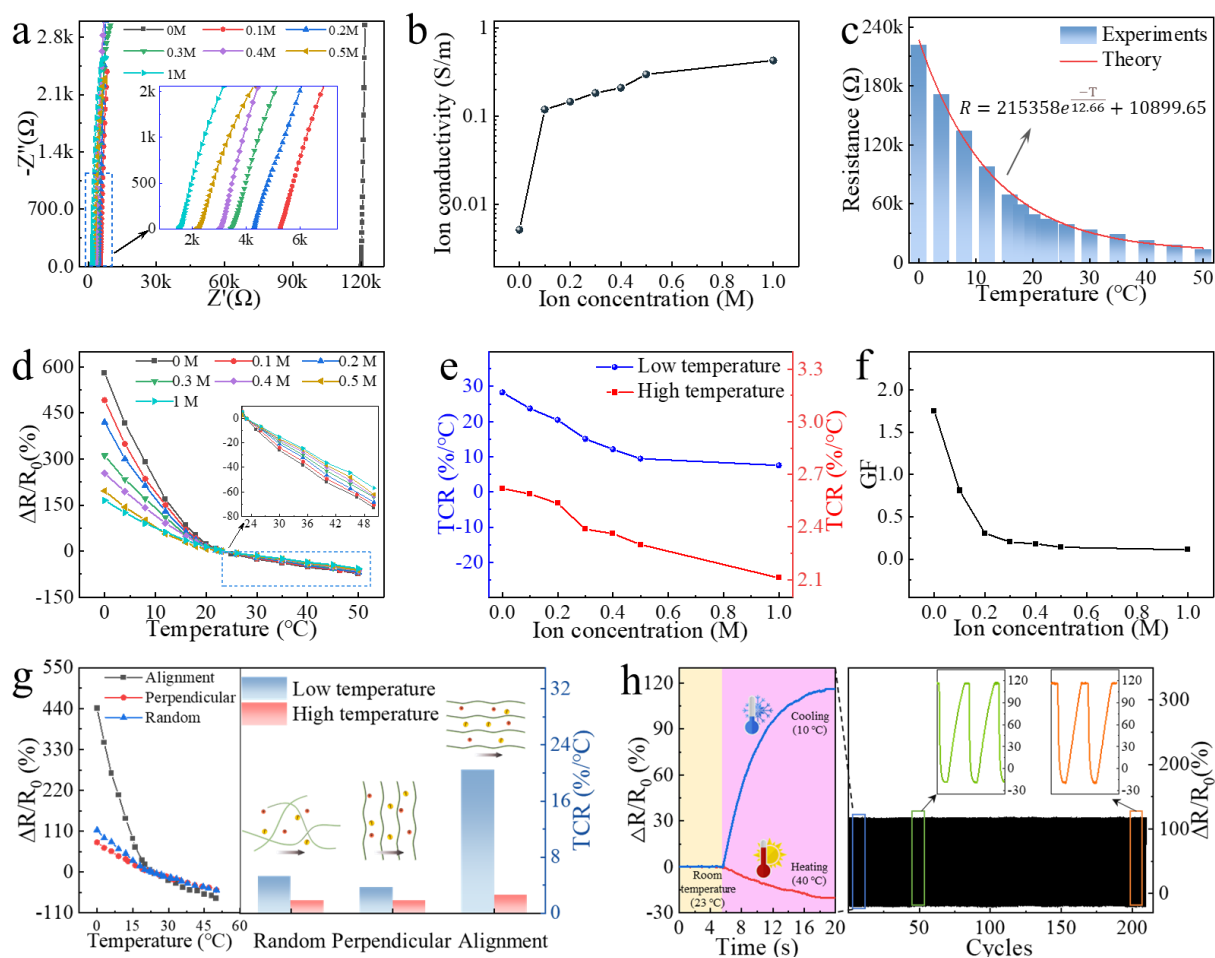 a
0M
0.1M
0.2M
0.3M
0.4M
0.5M
1M
2.8k
2.1k
1.4k
700.0
0.0
-Z''(Ω)
2k
1k
1k
500
0
2k
4k
6k
0
30k
60k
90k
120k
Z'(Ω)
b
1
0.1
0.01
Ion conductivity (S/m)
0.0
0.2
0.4
0.6
0.8
1.0
Ion concentration (M)
c
240k
180k
120k
60k
0
Resistance (Ω)
Experiments
Theory
R = 215358e^(-T/12.66) + 10899.65
0
10
20
30
40
50
Temperature (℃)
d
0 M
0.1 M
0.2 M
0.3 M
0.4 M
0.5 M
1 M
600
450
300
150
0
-150
ΔR/R0(%)
0
-20
-40
-60
-80
24
30
36
42
48
0
10
20
30
40
50
Temperature (℃)
e
Low temperature
High temperature
30
20
10
0
-10
-20
TCR (%/℃)
3.3
3.0
2.7
2.4
2.1
TCR (%/℃)
0.0
0.2
0.4
0.6
0.8
1.0
Ion concentration (M)
f
2.0
1.5
1.0
0.5
0.0
GF
0.0
0.2
0.4
0.6
0.8
1.0
Ion concentration (M)
g
Alignment
Perpendicular
Random
550
440
330
220
110
0
-110
ΔR/R0(%)
0
15
30
45
60
Temperature (℃)
Low temperature
High temperature
Random Perpendicular Alignment
32
24
16
8
0
TCR (%/℃)
h
120
90
60
30
0
-30
ΔR/R0(%)
Cooling
(10 ℃)
Heating
(40 ℃)
Room
temperature
(23 ℃)
0
4
8
12
16
20
Time (s)
120
90
60
30
0
-30
120
90
60
30
0
-30
300
200
100
0
ΔR/R0(%)
0
50
100
150
200
Cycles